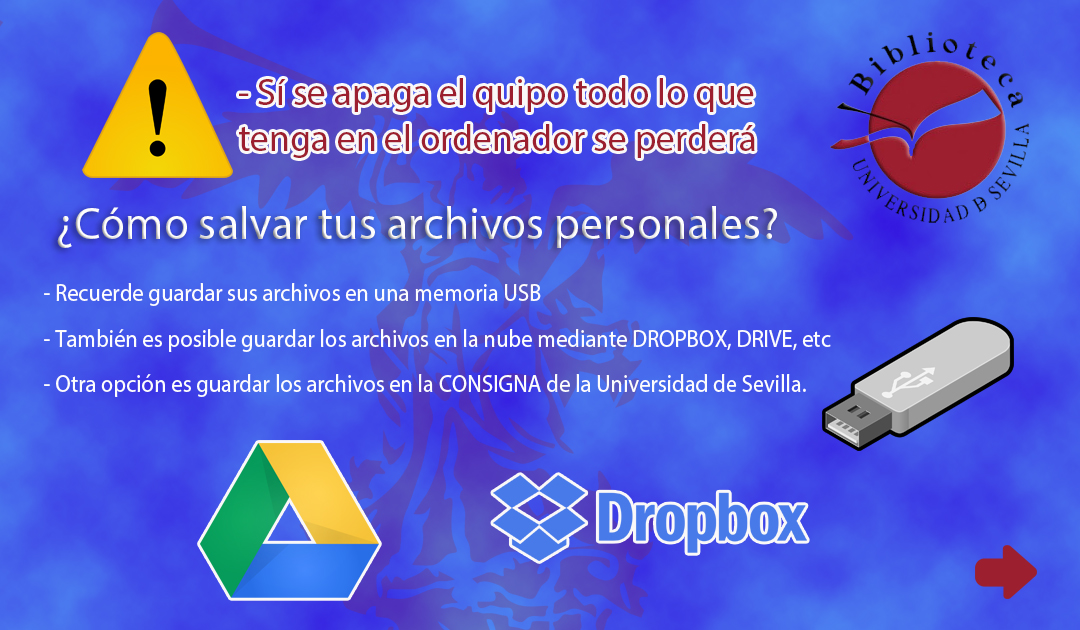 - Sí se apaga el quipo todo lo que
tenga en el ordenador se perderá
Biblioteca
UNIVERSIDAD D SEVILLA
¿Cómo salvar tus archivos personales?
- Recuerde guardar sus archivos en una memoria USB
- También es posible guardar los archivos en la nube mediante DROPBOX, DRIVE, etc
- Otra opción es guardar los archivos en la CONSIGNA de la Universidad de Sevilla.
Dropbox